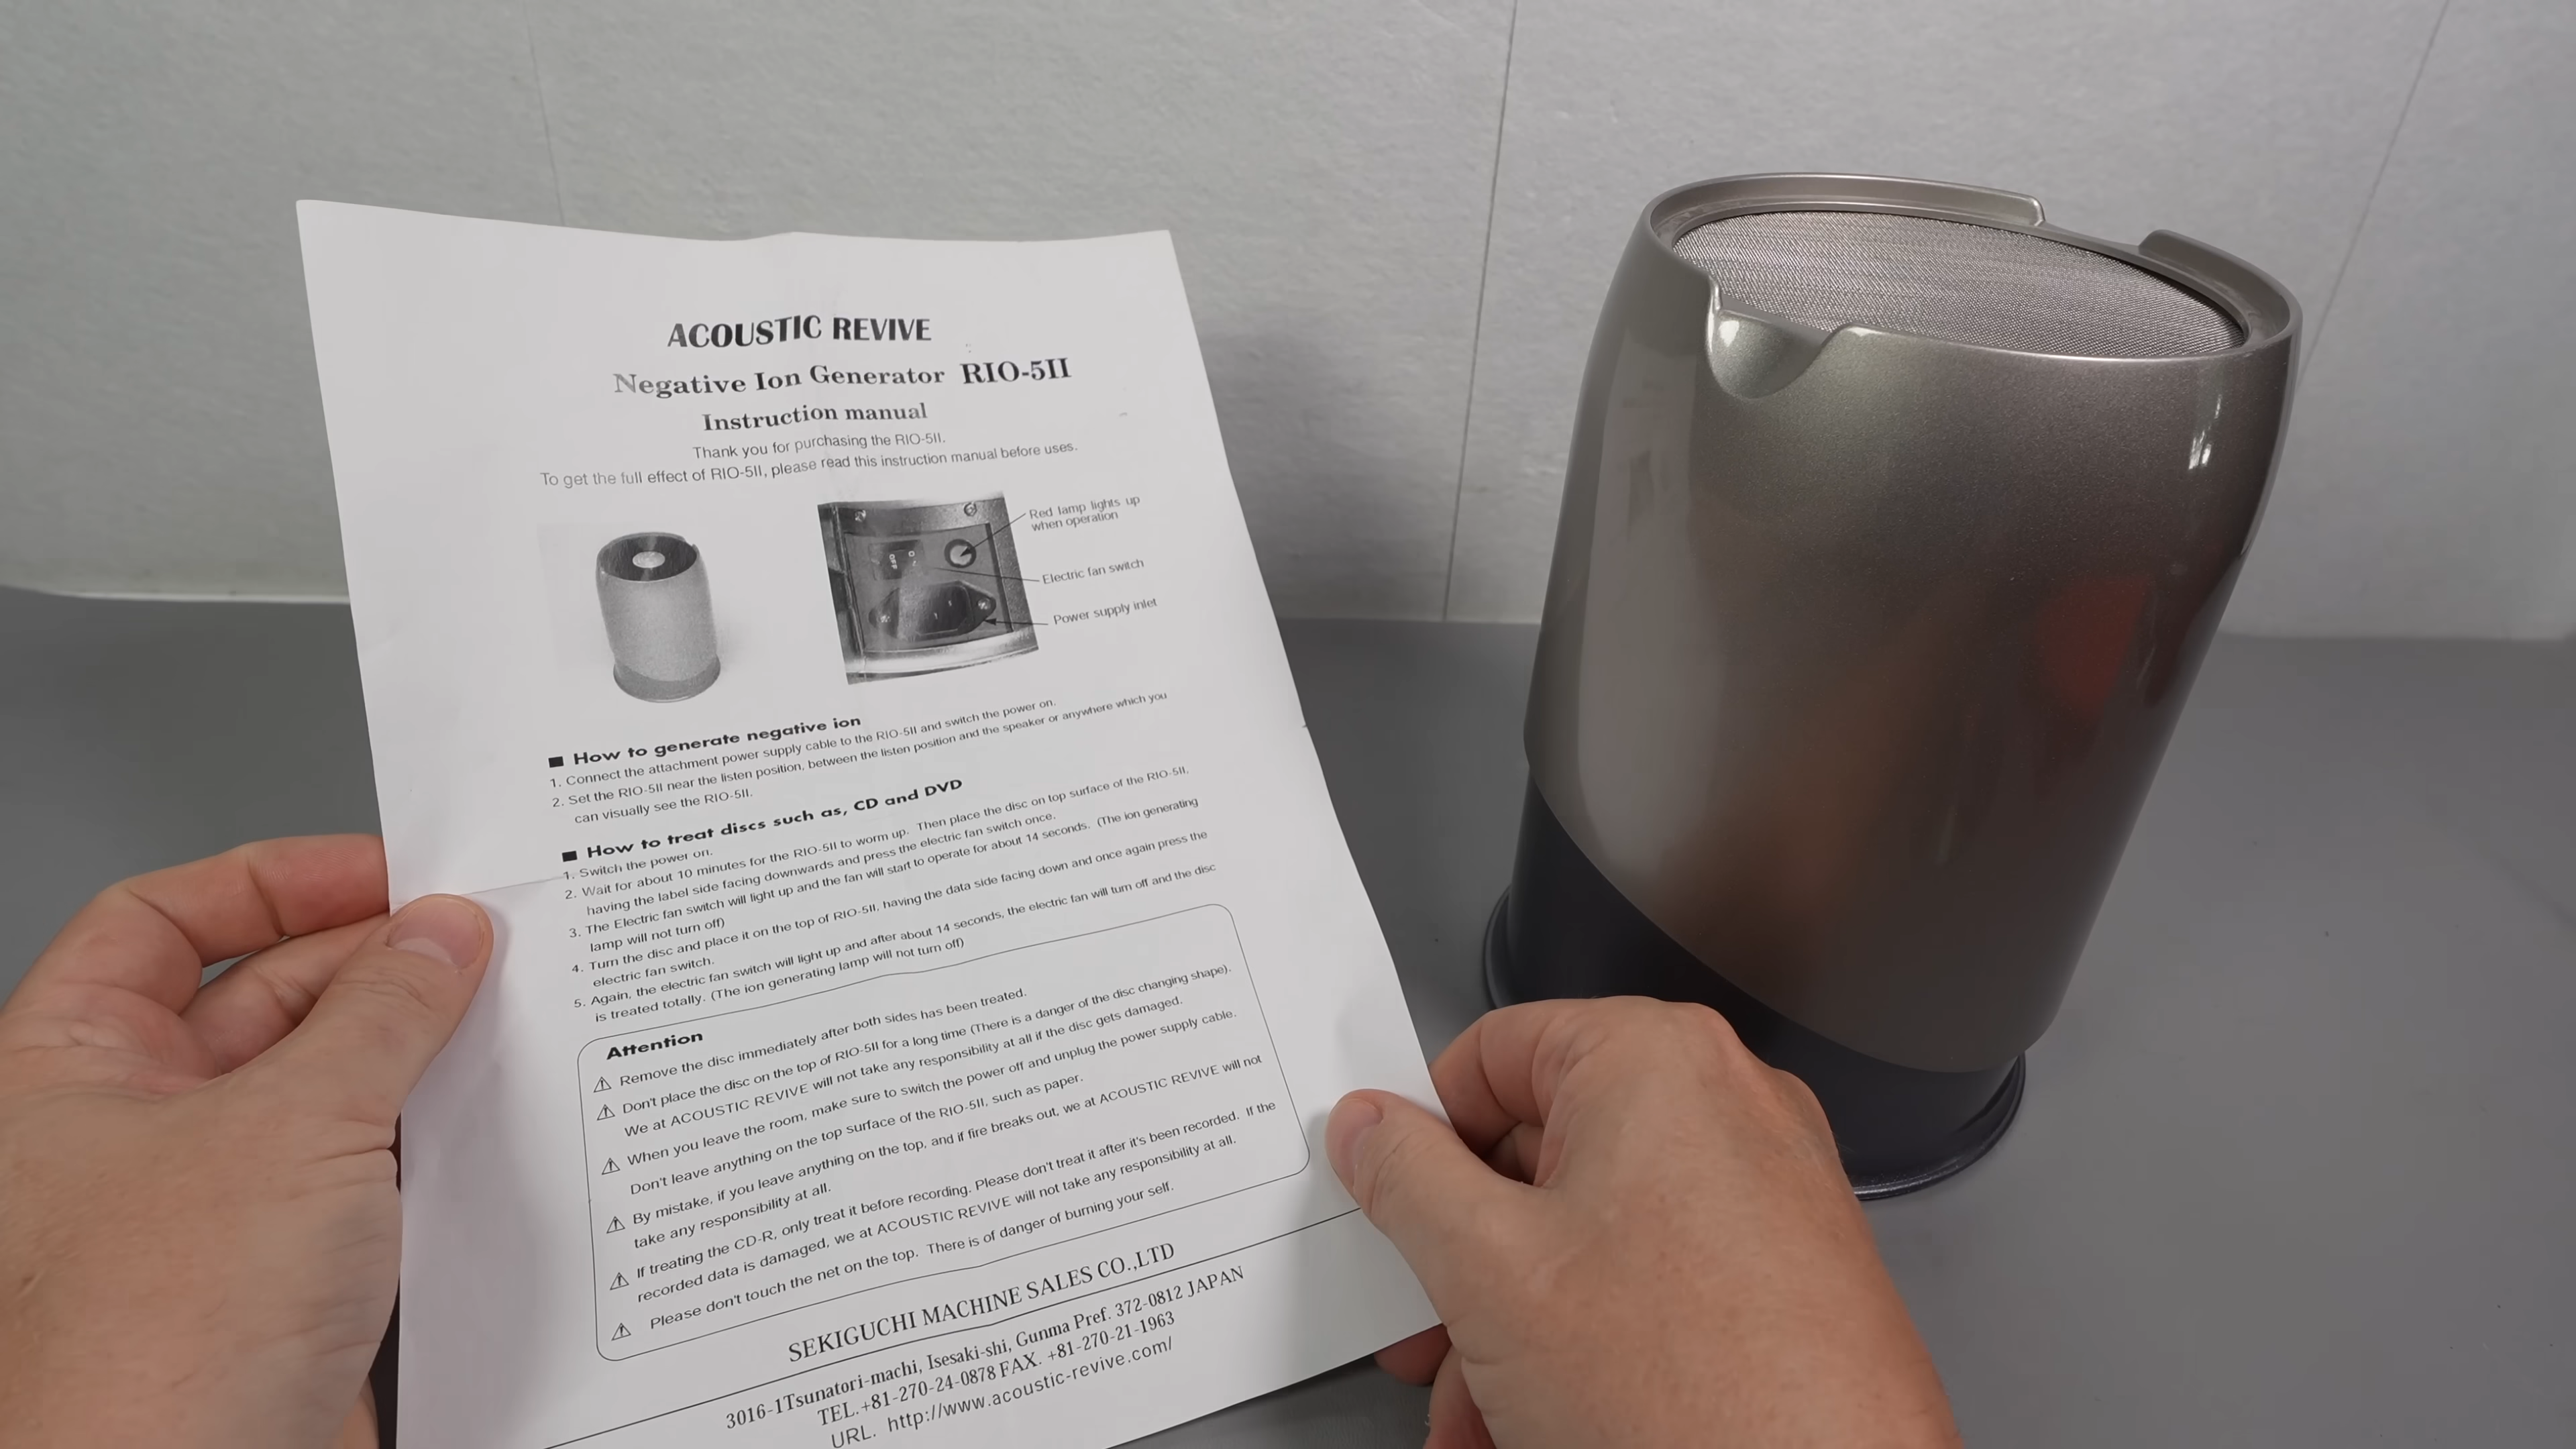 ACOUSTIC REVIVE
Negative Ion Generator RIO-5II
Instruction manual
Thank you for purchasing the RIO-5II.
To get the full effect of RIO-5II, please read this instruction manual before uses.
Red lamp lights up
when operation
Electric fan switch
Power supply inlet
■ How to generate negative ion
1. Connect the attachment power supply cable to the RIO-5II and switch the power on.
2. Set the RIO-5II near the listen position, between the listen position and the speaker or anywhere which you
can visually see the RIO-5II.
■ How to treat discs such as, CD and DVD
1. Switch the power on.
2. Wait for about 10 minutes for the RIO-5II to worm up. Then place the disc on top surface of the RIO-5II,
having the label side facing downwards and press the electric fan switch once.
3. The Electric fan switch will light up and the fan will start to operate for about 14 seconds. (The ion generating
lamp will not turn off)
4. Turn the disc and place it on the top of RIO-5II, having the data side facing down and once again press the
electric fan switch.
5. Again, the electric fan switch will light up and after about 14 seconds, the electric fan will turn off and the disc
is treated totally. (The ion generating lamp will not turn off)
Attention
⚠ Remove the disc immediately after both sides has been treated.
⚠ Don't place the disc on the top of RIO-5II for a long time (There is a danger of the disc changing shape).
We at ACOUSTIC REVIVE will not take any responsibility at all if the disc gets damaged.
⚠ When you leave the room, make sure to switch the power off and unplug the power supply cable.
Don't leave anything on the top surface of the RIO-5II, such as paper.
⚠ By mistake, if you leave anything on the top, and if fire breaks out, we at ACOUSTIC REVIVE will not
take any responsibility at all.
⚠ If treating the CD-R, only treat it before recording. Please don't treat it after it's been recorded. If the
recorded data is damaged, we at ACOUSTIC REVIVE will not take any responsibility at all.
⚠ Please don't touch the net on the top. There is of danger of burning your self.
SEKIGUCHI MACHINE SALES CO.,LTD
3016-1Tsunatori-machi, Isesaki-shi, Gunma Pref. 372-0812 JAPAN
TEL.+81-270-24-0878 FAX. +81-270-21-1963
URL. http://www.acoustic-revive.com/